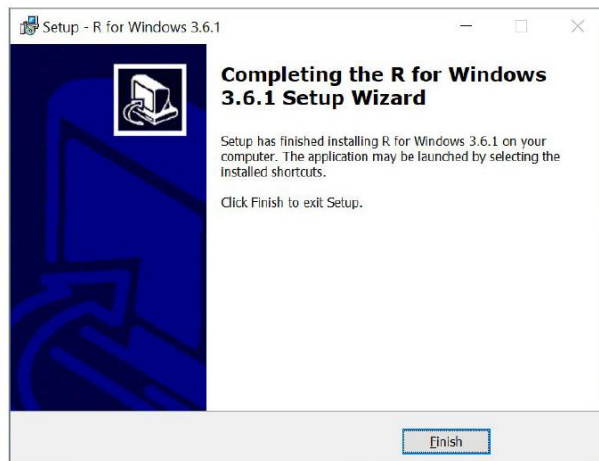 Setup - R for Windows 3.6.1
Completing the R for Windows
3.6.1 Setup Wizard
Setup has finished installing R for Windows 3.6.1 on your
computer. The application may be launched by selecting the
installed shortcuts.
Click Finish to exit Setup.
Finish